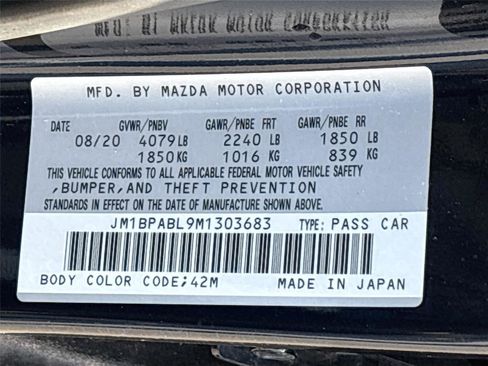 MFD. BY MAZDA MOTOR CORPORATION
DATE GVWR/PNBV GAWR/PNBE FRT GAWR/PNBE RR
08/20 4079LB 2240 LB 1850 LB
1850KG 1016 KG 839 KG
THIS VEHICLE CONFORMS TO ALL APPLICABLE FEDERAL MOTOR VEHICLE SAFETY
,BUMPER,AND THEFT PREVENTION
STANDARDS IN EFFECT ON THE DATE OF MANUFACTURE SHOWN ABOVE.
JM1BPABL9M1303683 TYPE: PASS CAR
BODY COLOR CODE;42M MADE IN JAPAN